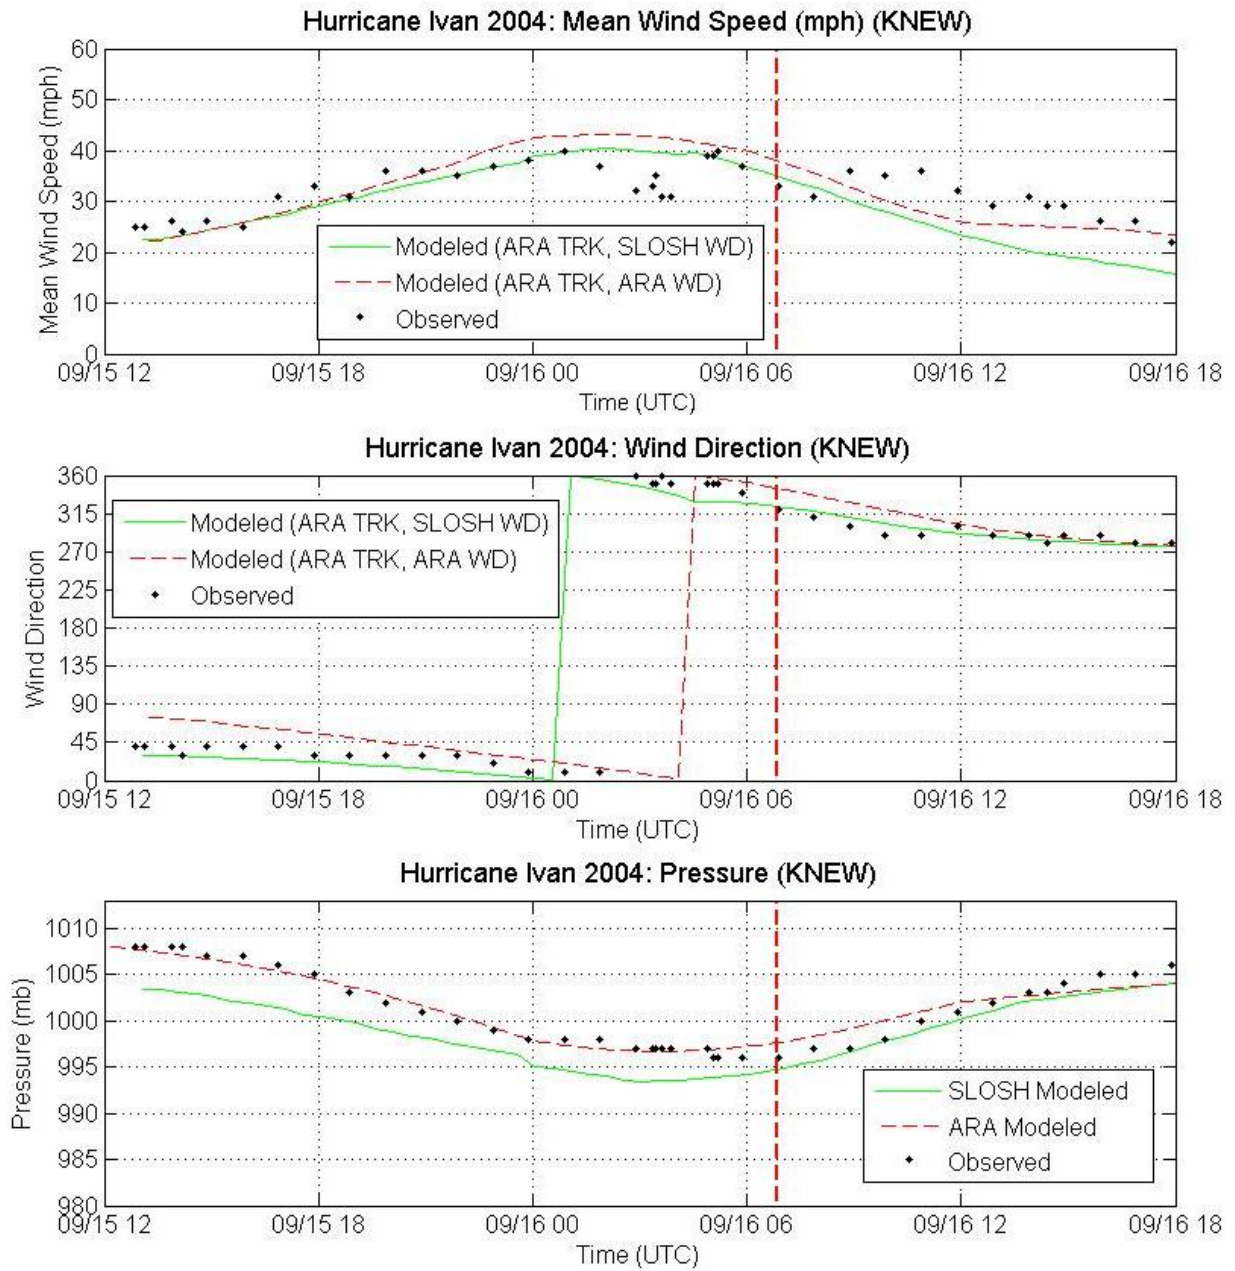 Hurricane Ivan 2004: Mean Wind Speed (mph) (KNEW)
Mean Wind Speed (mph)
60
50
40
30
20
10
0
Modeled (ARA TRK, SLOSH WD)
Modeled (ARA TRK, ARA WD)
Observed
09/15 12 09/15 18 09/16 00 09/16 06 09/16 12 09/16 18
Time (UTC)
Hurricane Ivan 2004: Wind Direction (KNEW)
Wind Direction
360
315
270
225
180
135
90
45
0
Modeled (ARA TRK, SLOSH WD)
Modeled (ARA TRK, ARA WD)
Observed
09/15 12 09/15 18 09/16 00 09/16 06 09/16 12 09/16 18
Time (UTC)
Hurricane Ivan 2004: Pressure (KNEW)
Pressure (mb)
1010
1005
1000
995
990
985
980
SLOSH Modeled
ARA Modeled
Observed
09/15 12 09/15 18 09/16 00 09/16 06 09/16 12 09/16 18
Time (UTC)